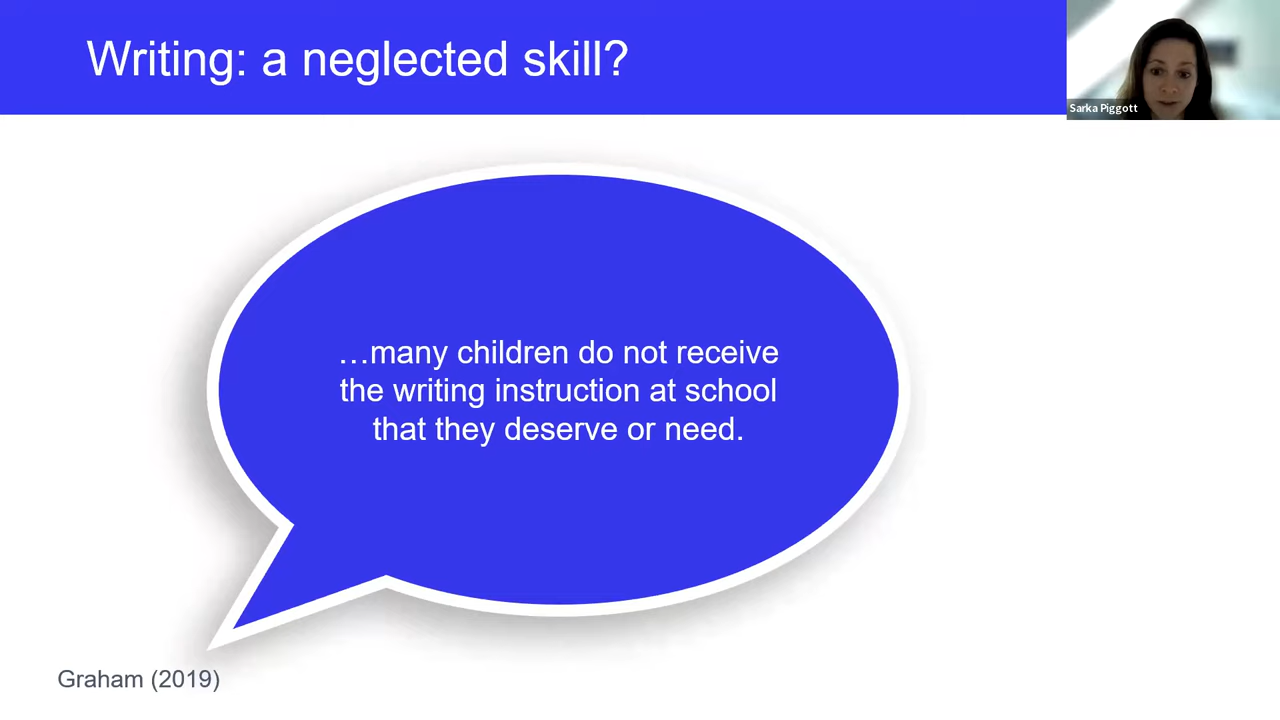 Writing: a neglected skill?
Sarka Piggott
…many children do not receive
the writing instruction at school
that they deserve or need.
Graham (2019)